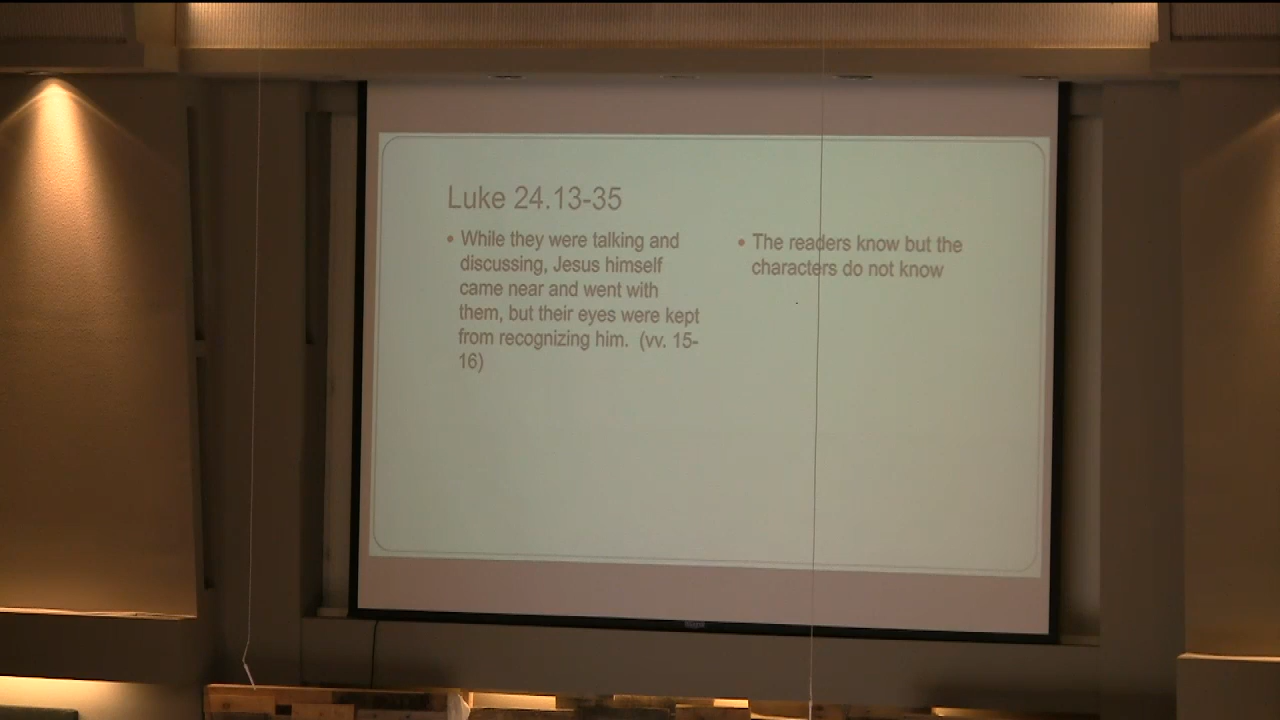 Luke 24.13-35
• While they were talking and
discussing, Jesus himself
came near and went with
them, but their eyes were kept
from recognizing him. (vv. 15-
16)
• The readers know but the
characters do not know